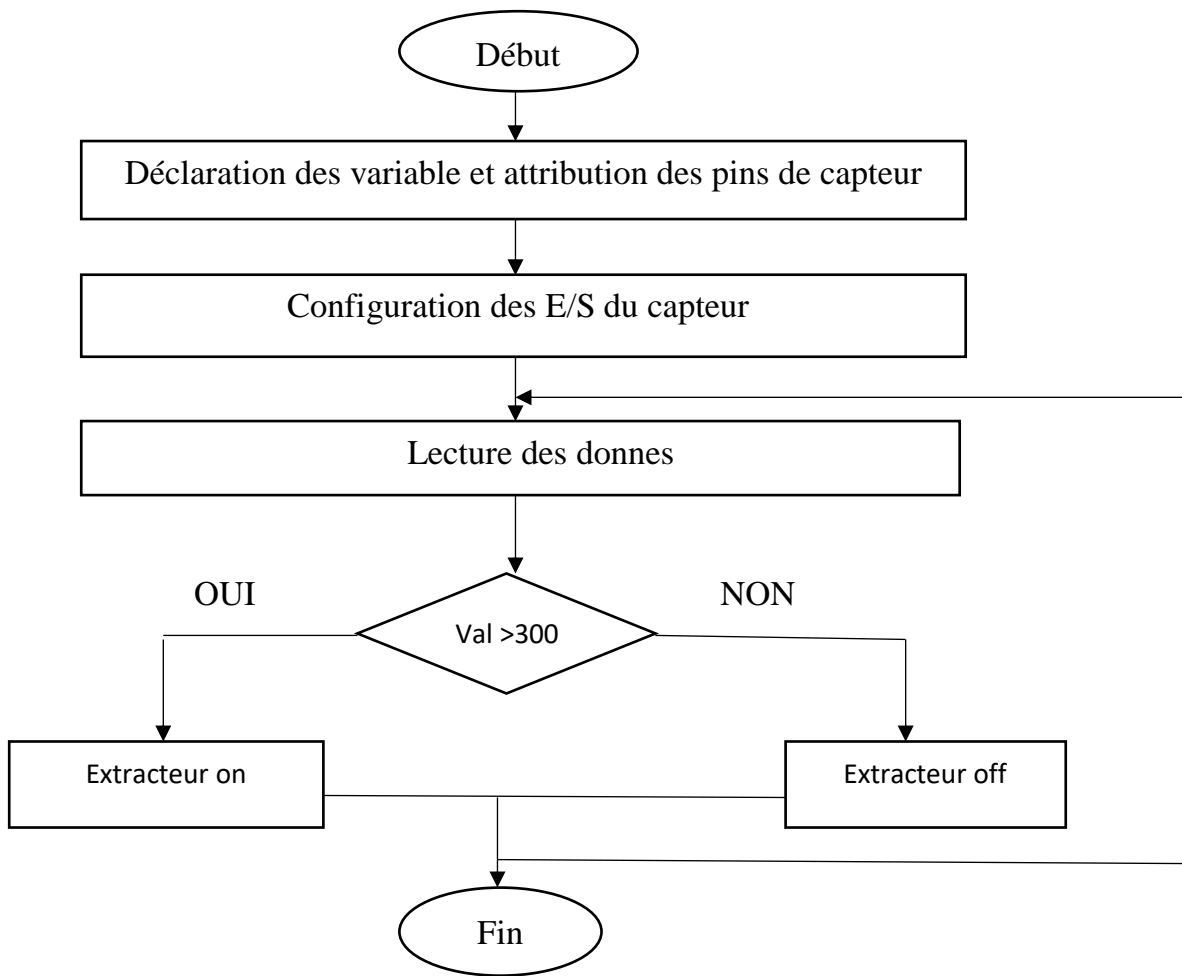 Début
Déclaration des variable et attribution des pins de capteur
Configuration des E/S du capteur
Lecture des donnes
OUI
NON
Val >300
Extracteur on
Extracteur off
Fin